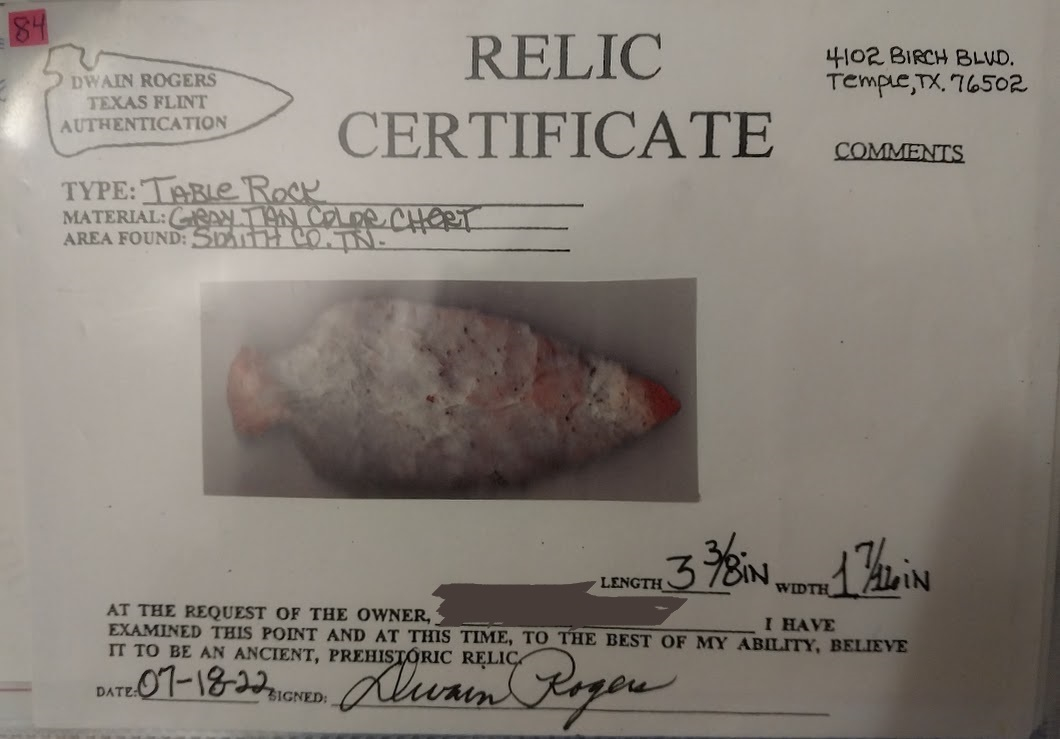 84
DWAIN ROGERS
TEXAS FLINT
AUTHENTICATION
RELIC
CERTIFICATE
4102 BIRCH BLVD.
Temple, TX. 76502
COMMENTS
TYPE: TABLE ROCK
MATERIAL: GRAY TAN COLOR CHERT
AREA FOUND: SMITH CO. TN.
LENGTH 3 3/8 iN WIDTH 1 7/16 iN
AT THE REQUEST OF THE OWNER, I HAVE
EXAMINED THIS POINT AND AT THIS TIME, TO THE BEST OF MY ABILITY, BELIEVE
IT TO BE AN ANCIENT, PREHISTORIC RELIC.
DATE: 07-18-22 SIGNED: Dwain Rogers